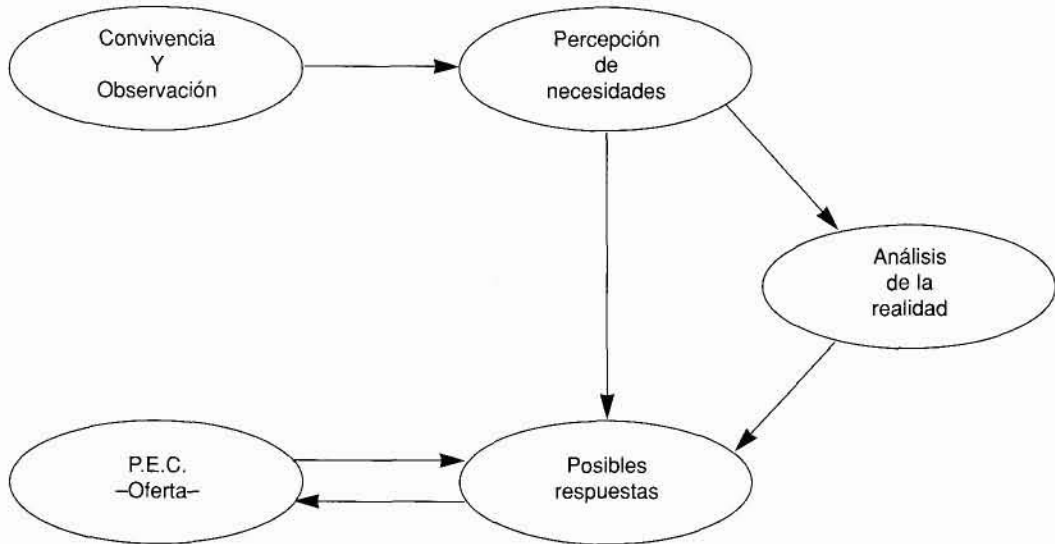 Convivencia
Y
Observación
Percepción
de
necesidades
Análisis
de la
realidad
P.E.C.
–Oferta–
Posibles
respuestas